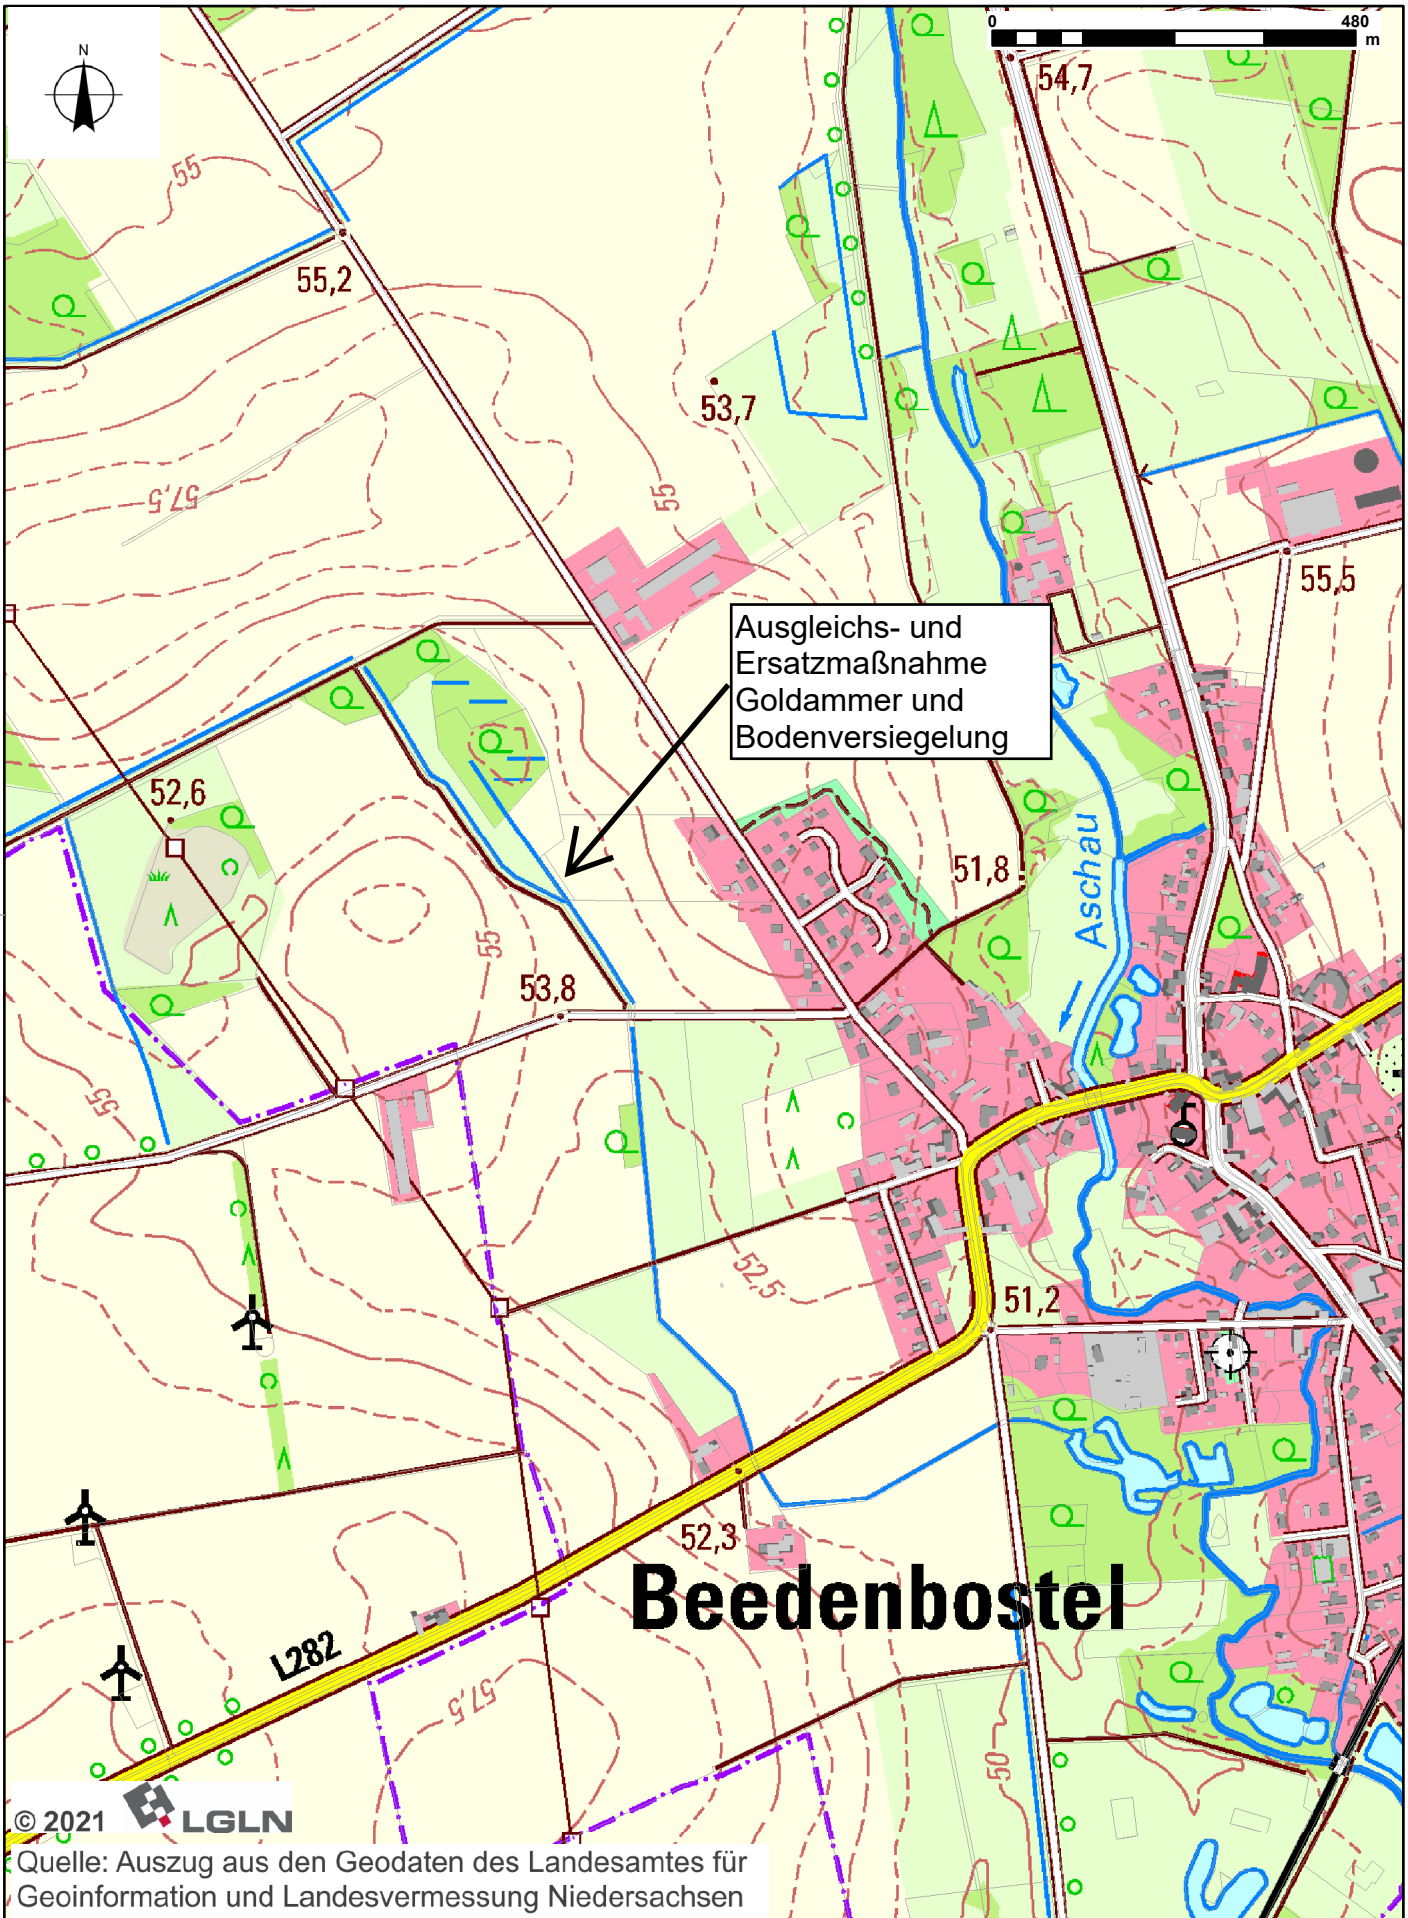 N
0 480
m
54,7
55
55,2
53,7
57,5
55
55,5
Ausgleichs- und
Ersatzmaßnahme
Goldammer und
Bodenversiegelung
52,6
51,8
Aschau
55
53,8
55
52,5
51,2
52,3
Beedenbostel
L282
57,5
50
© 2021 LGLN
Quelle: Auszug aus den Geodaten des Landesamtes für
Geoinformation und Landesvermessung Niedersachsen